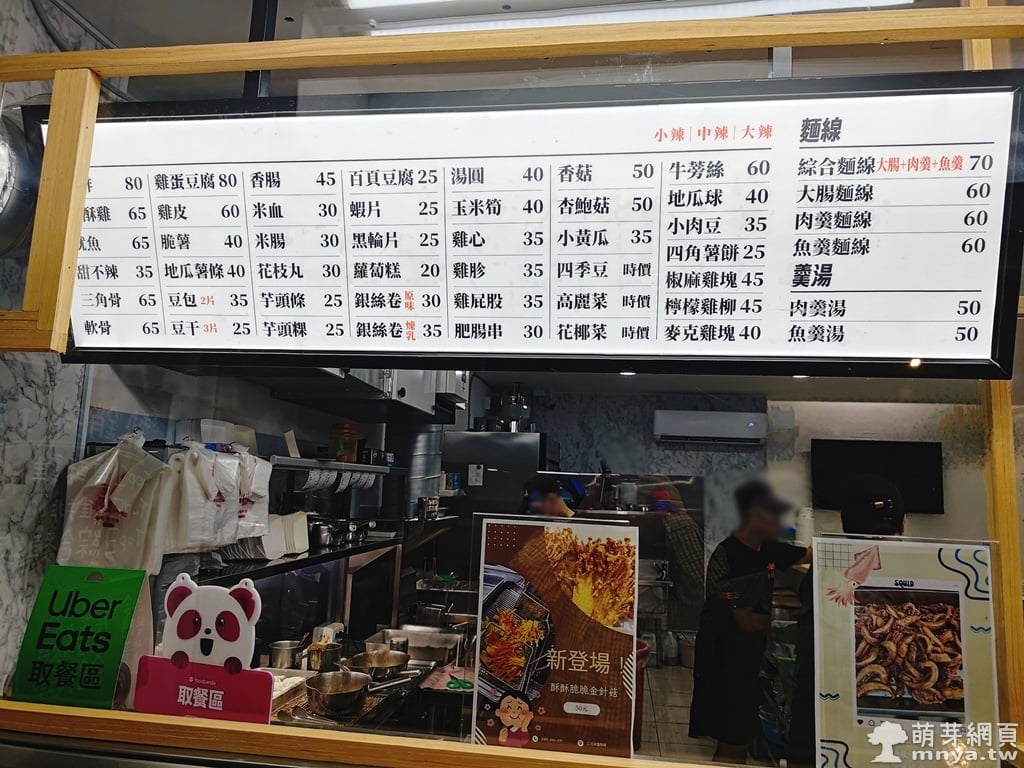 小辣｜中辣｜大辣
80
酥雞 65
魷魚 65
甜不辣 35
三角骨 65
軟骨 65
雞蛋豆腐 80
雞皮 60
脆薯 40
地瓜薯條 40
豆包 2片 35
豆干 3片 25
香腸 45
米血 30
米腸 30
花枝丸 30
芋頭條 25
芋頭粿 25
百頁豆腐 25
蝦片 25
黑輪片 25
蘿蔔糕 20
銀絲卷 原味 30
銀絲卷 煉乳 35
湯圓 40
玉米筍 40
雞心 35
雞胗 35
雞屁股 35
肥腸串 30
香菇 50
杏鮑菇 50
小黃瓜 35
四季豆 時價
高麗菜 時價
花椰菜 時價
牛蒡絲 60
地瓜球 40
小肉豆 35
四角薯餅 25
椒麻雞塊 45
檸檬雞柳 45
麥克雞塊 40
麵線
綜合麵線 大腸+肉羹+魚羹 70
大腸麵線 60
肉羹麵線 60
魚羹麵線 60
羹湯
肉羹湯 50
魚羹湯 50
Uber
Eats
取餐區
foodpanda
取餐區
新登場
酥酥脆脆金針菇
50元
SQUID
萌芽網頁
mnya.tw